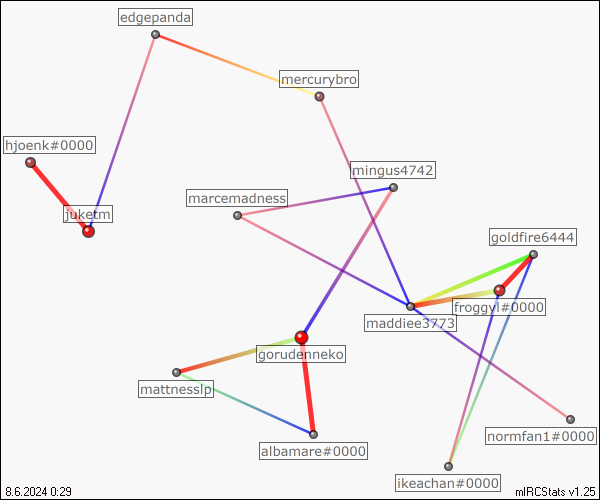 edgepanda
mercurybro
hjoenk#0000
mingus4742
marcemadness
juketm
goldfire6444
froggyl#0000
maddiee3773
gorudenneko
mattnesslp
normfan1#0000
albamare#0000
ikeachan#0000
8.6.2024 0:29
mIRCStats v1.25